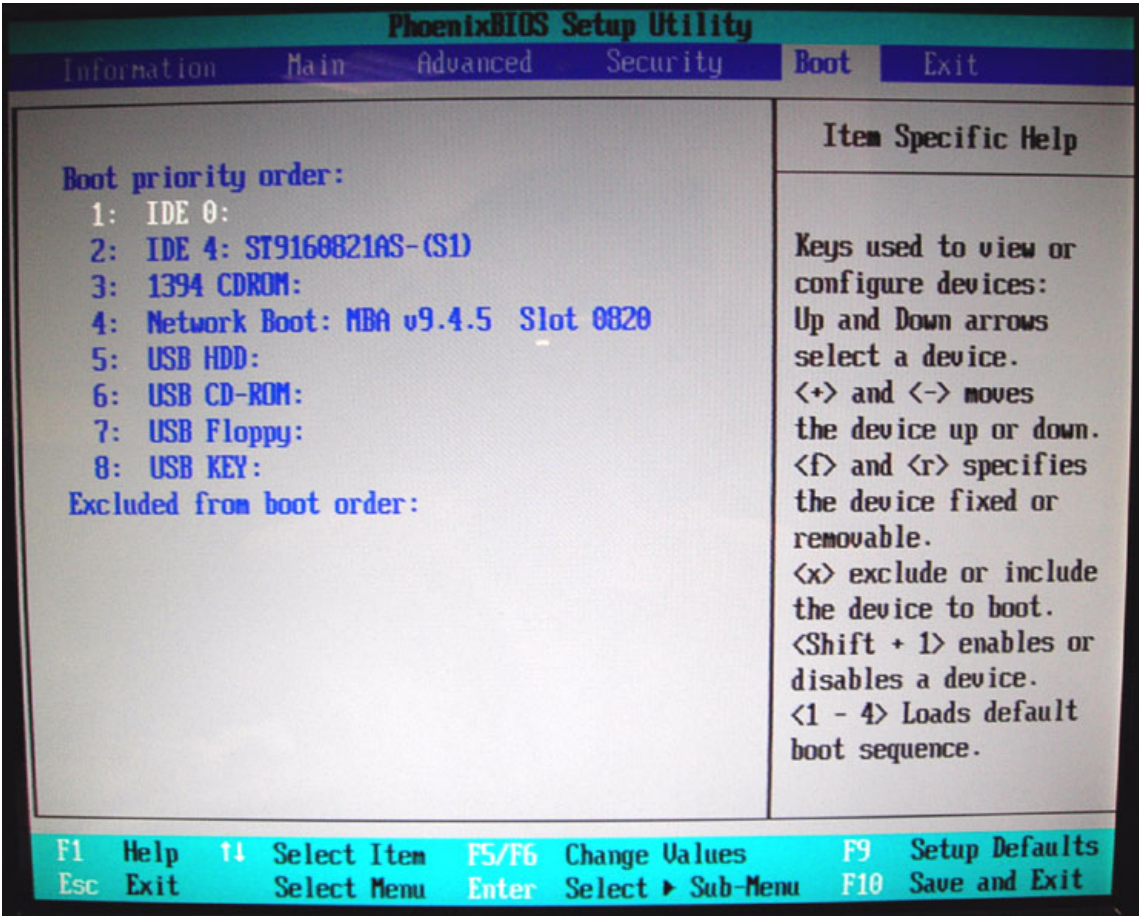 PhoenixBIOS Setup Utility
Information Main Advanced Security Boot Exit
Boot priority order:
1: IDE 0:
2: IDE 4: ST9160821AS-(S1)
3: 1394 CDROM:
4: Network Boot: MBA v9.4.5 Slot 0820
5: USB HDD:
6: USB CD-ROM:
7: USB Floppy:
8: USB KEY:
Excluded from boot order:
Item Specific Help
Keys used to view or
configure devices:
Up and Down arrows
select a device.
<+> and <-> moves
the device up or down.
<f> and <r> specifies
the device fixed or
removable.
<x> exclude or include
the device to boot.
<Shift + 1> enables or
disables a device.
<1 - 4> Loads default
boot sequence.
F1 Help ↑↓ Select Item F5/F6 Change Values F9 Setup Defaults
Esc Exit Select Menu Enter Select ▶ Sub-Menu F10 Save and Exit